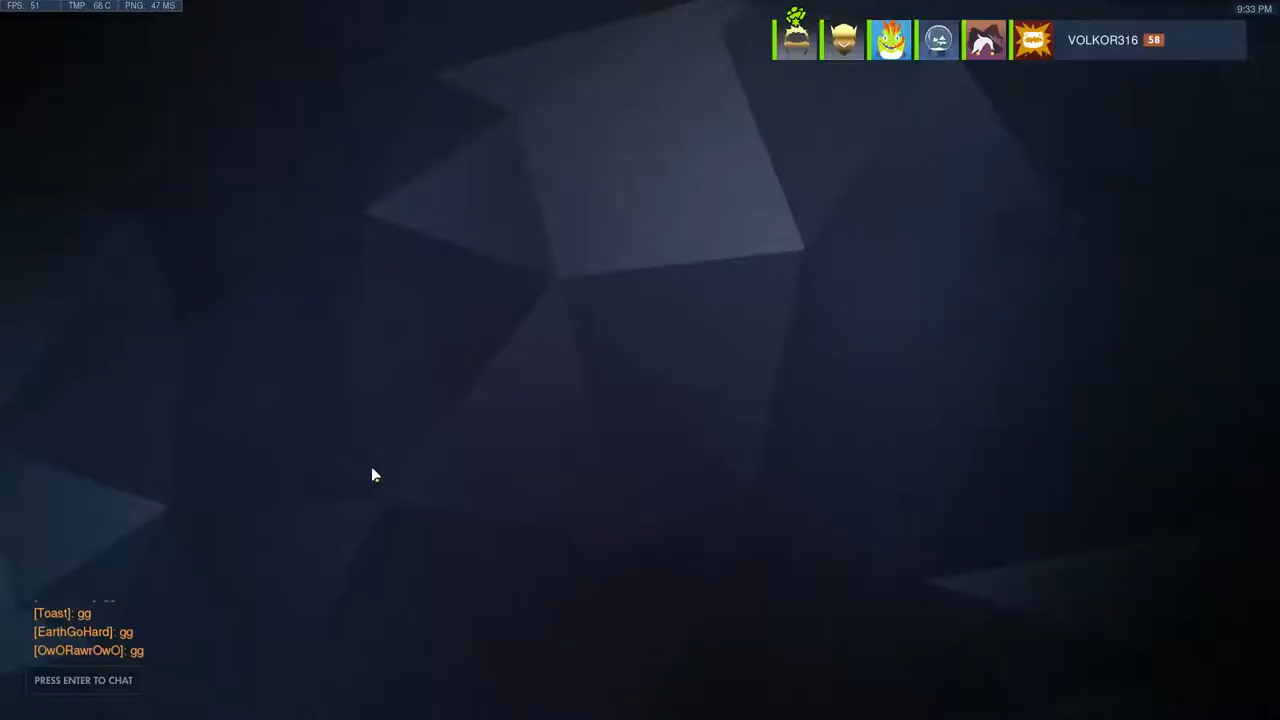 FPS: 51 TMP: 68 C PNG: 47 MS
9:33 PM
VOLKOR316 58
[Toast]: gg
[EarthGoHard]: gg
[OwORawrOwO]: gg
PRESS ENTER TO CHAT